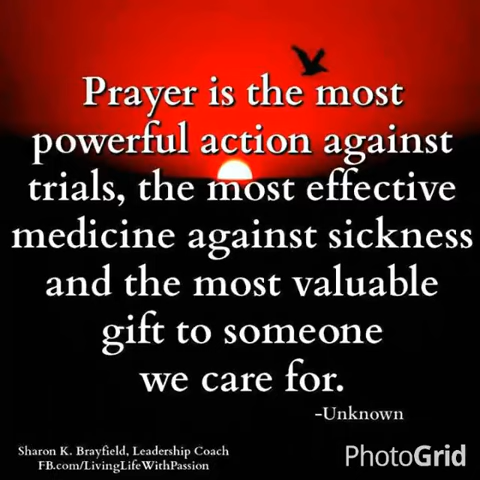 Prayer is the most
powerful action against
trials, the most effective
medicine against sickness
and the most valuable
gift to someone
we care for.
-Unknown
Sharon K. Brayfield, Leadership Coach
FB.com/LivingLifeWithPassion
PhotoGrid